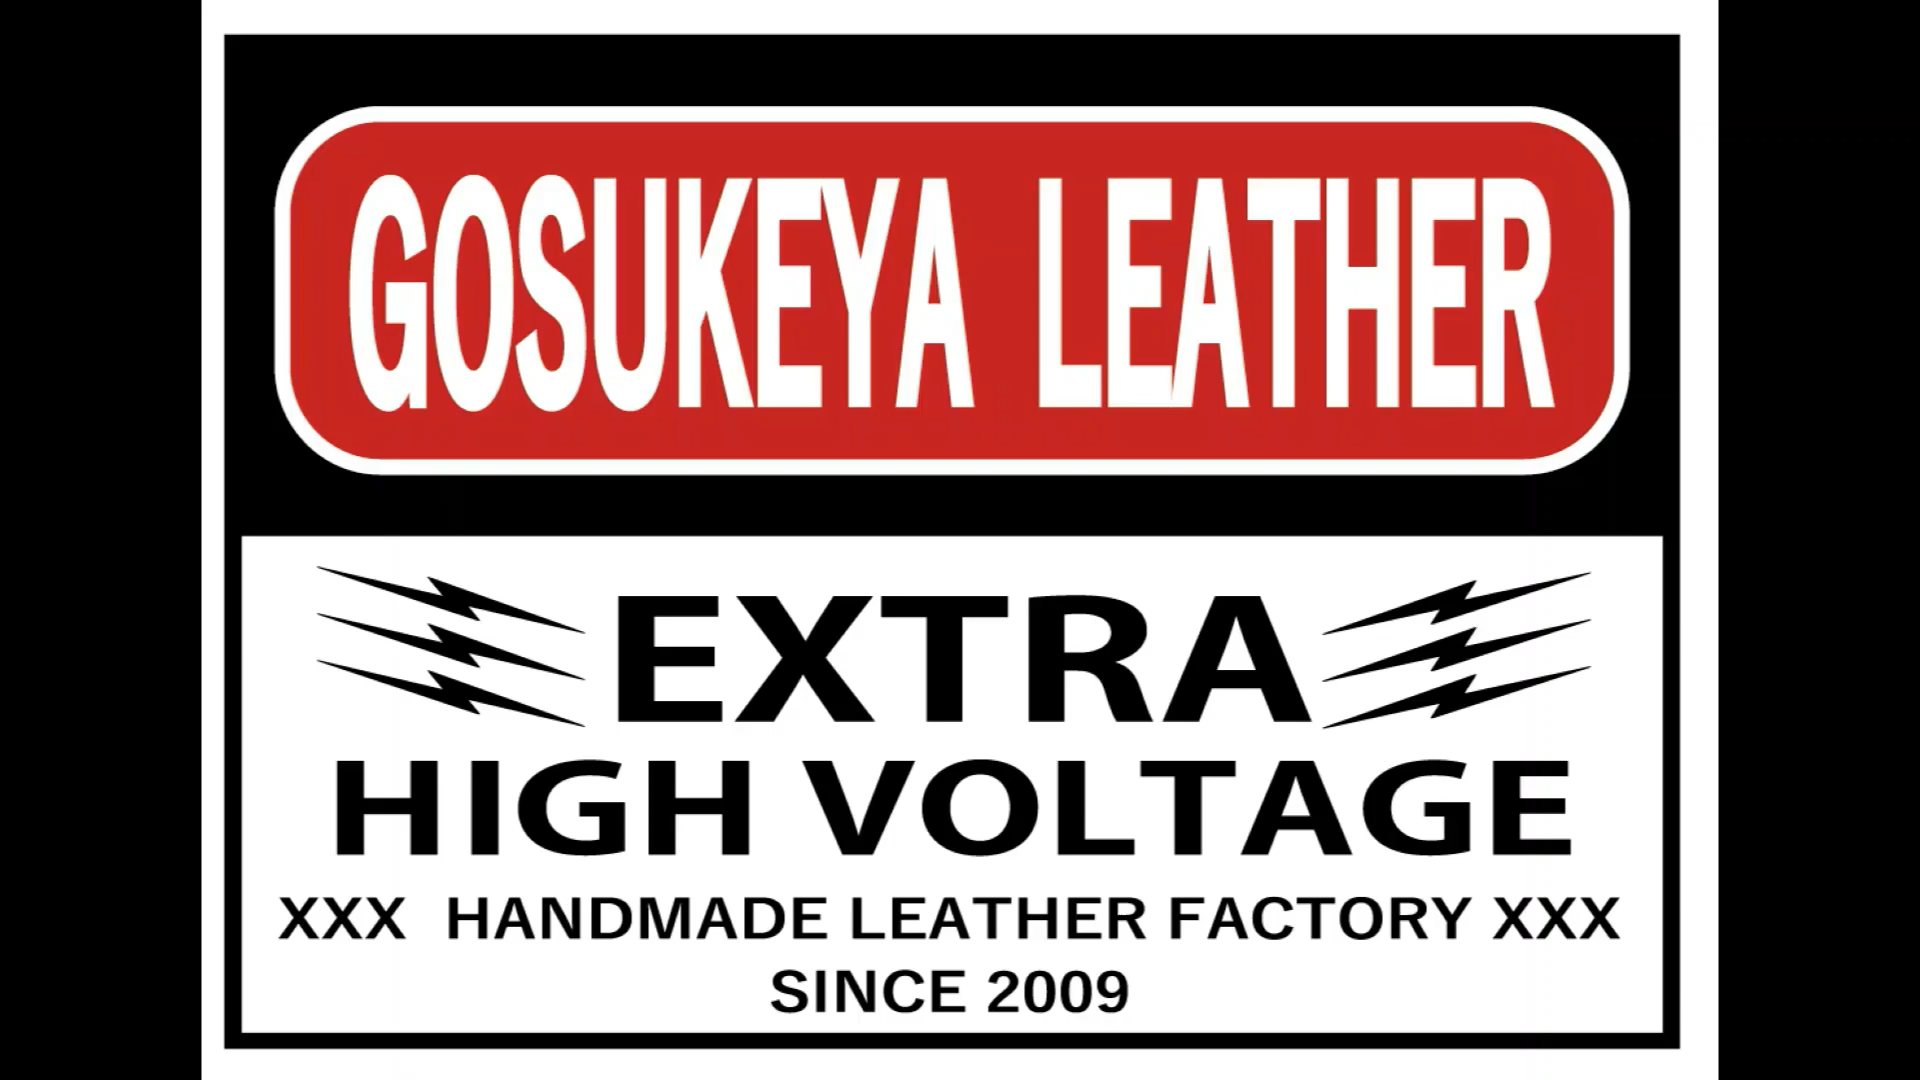 GOSUKEYA LEATHER
EXTRA
HIGH VOLTAGE
XXX HANDMADE LEATHER FACTORY XXX
SINCE 2009